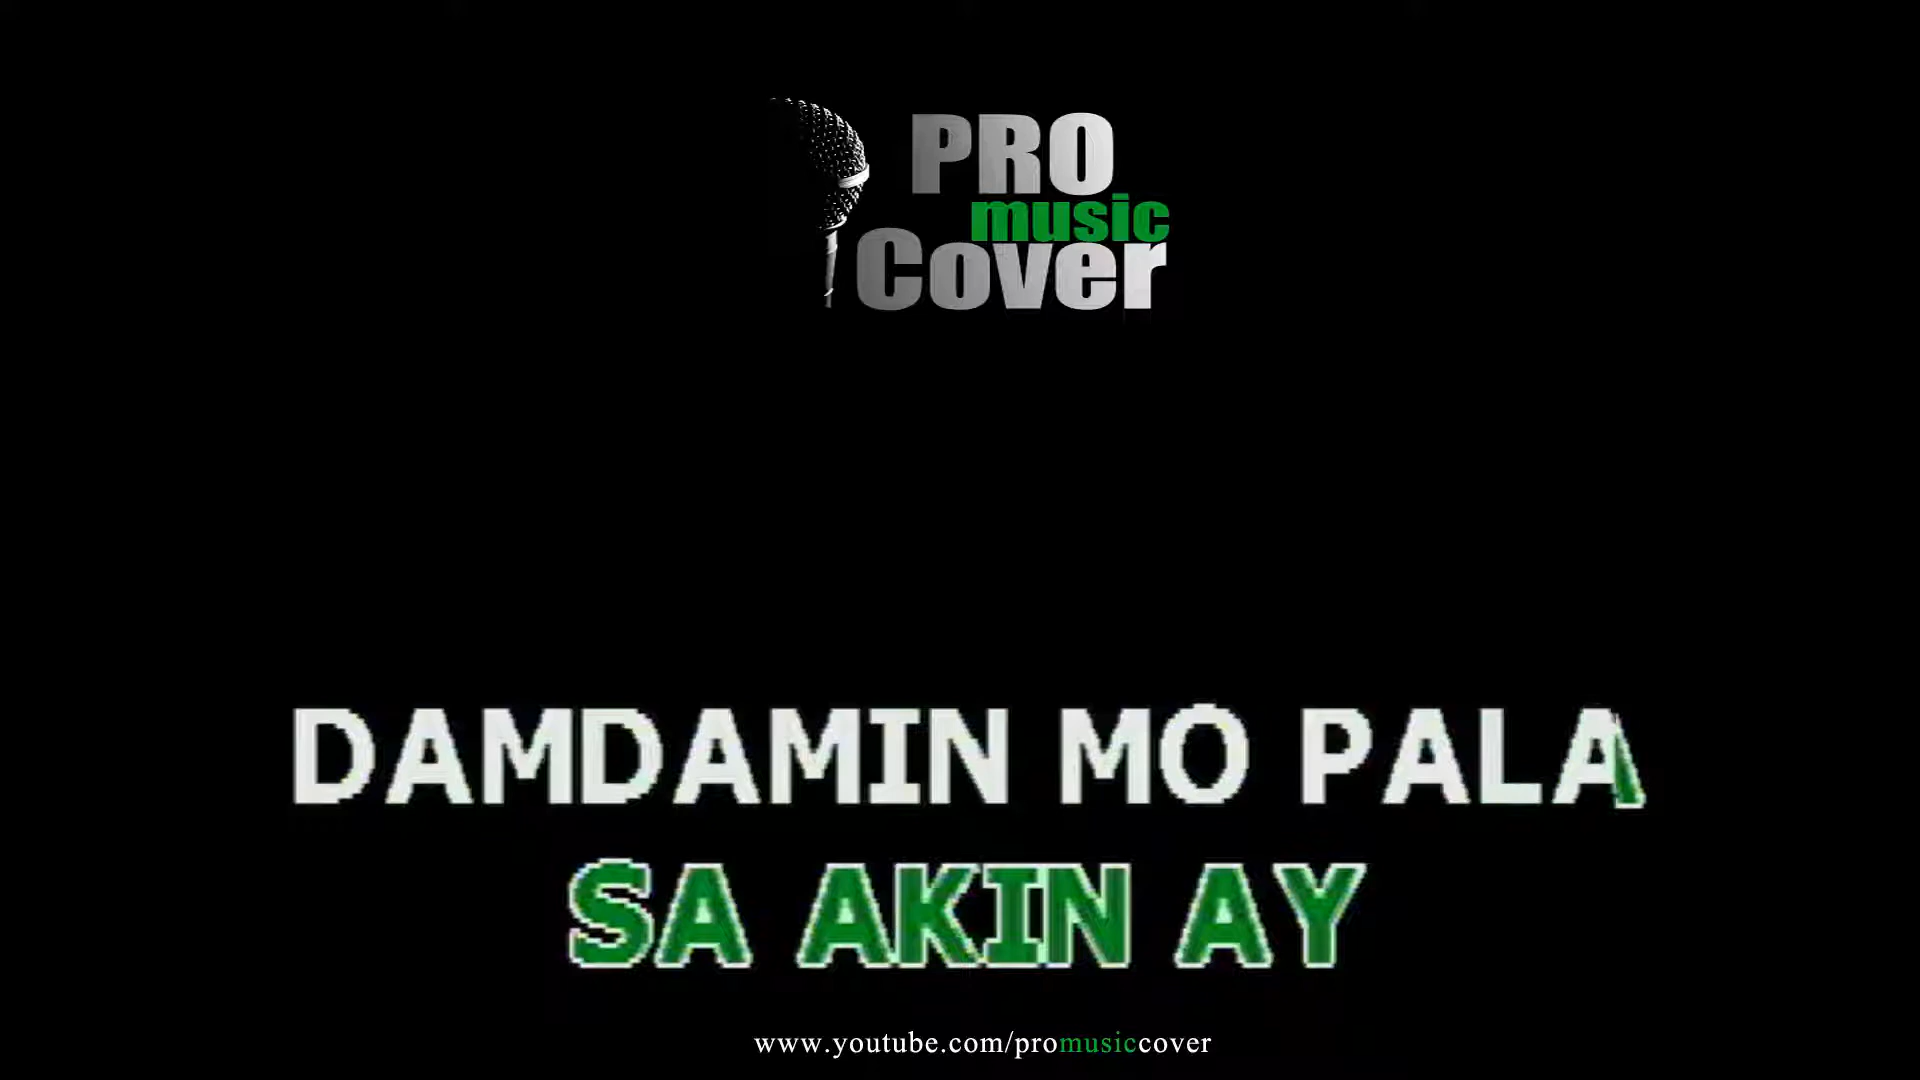 PRO
music
Cover
DAMDAMIN MO PALA
SA AKIN AY
www.youtube.com/promusiccover